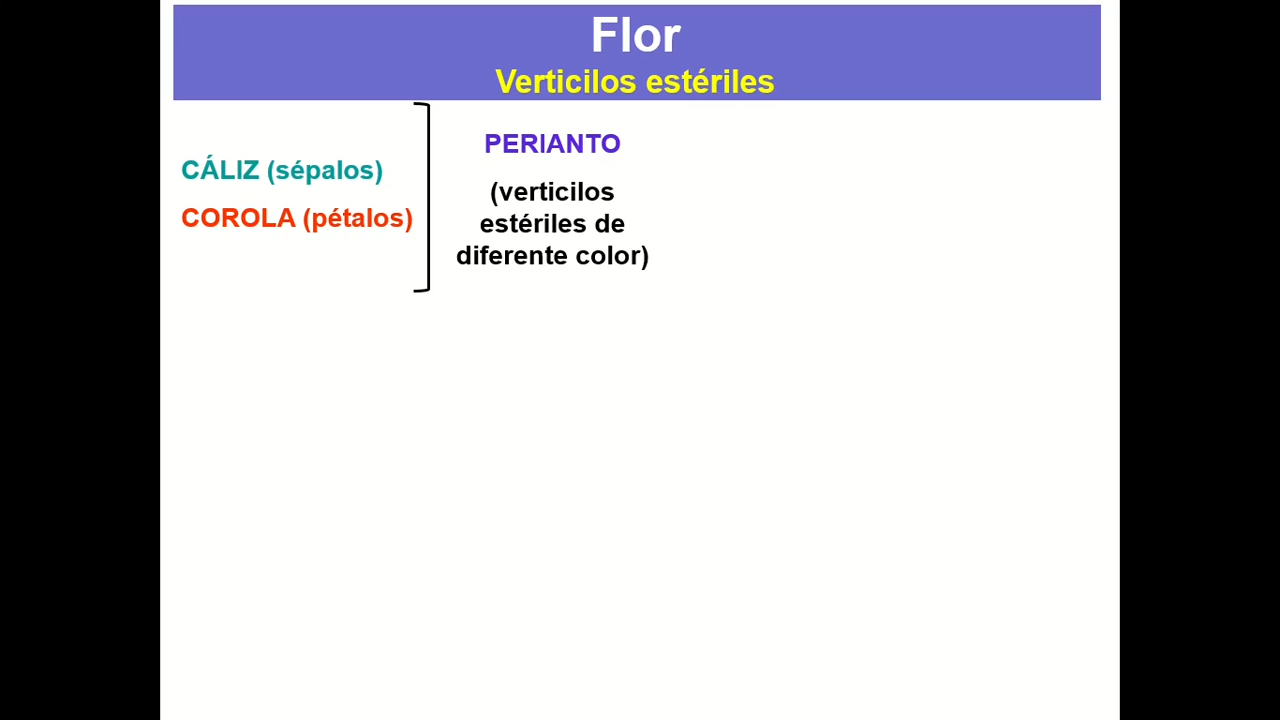 Flor
Verticilos estériles
CÁLIZ (sépalos)
COROLA (pétalos)
PERIANTO
(verticilos
estériles de
diferente color)